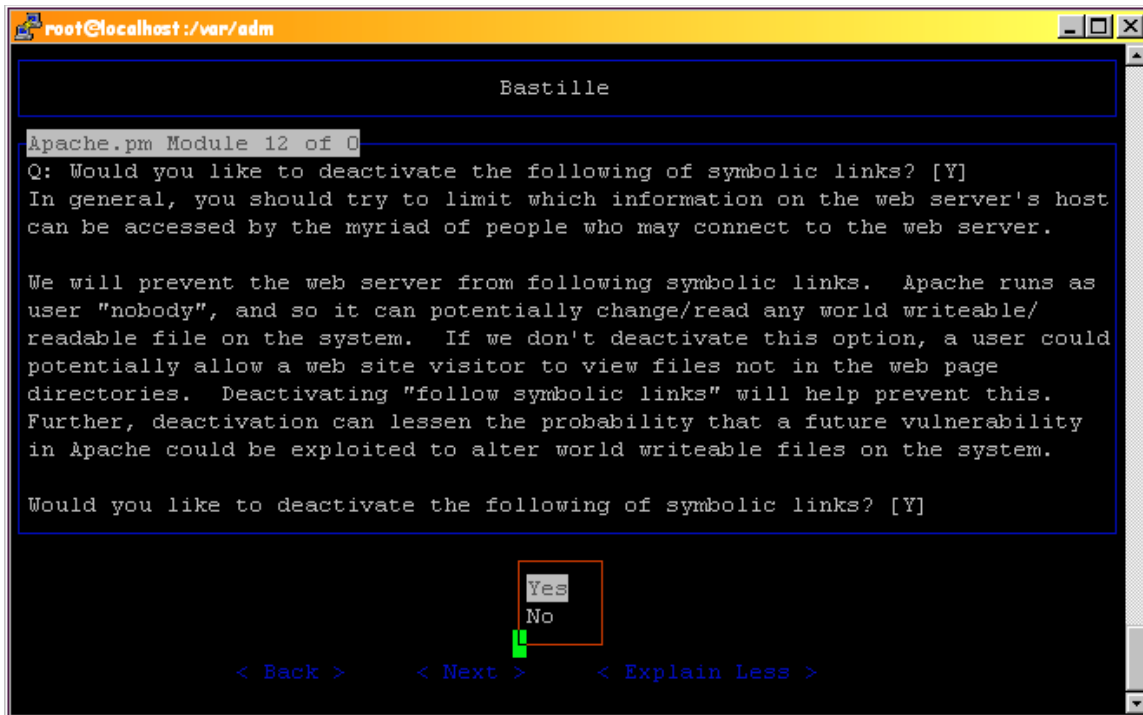 root@localhost:/var/adm
Bastille
Apache.pm Module 12 of 0
Q: Would you like to deactivate the following of symbolic links? [Y]
In general, you should try to limit which information on the web server's host
can be accessed by the myriad of people who may connect to the web server.
We will prevent the web server from following symbolic links.  Apache runs as
user "nobody", and so it can potentially change/read any world writeable/
readable file on the system.  If we don't deactivate this option, a user could
potentially allow a web site visitor to view files not in the web page
directories.  Deactivating "follow symbolic links" will help prevent this.
Further, deactivation can lessen the probability that a future vulnerability
in Apache could be exploited to alter world writeable files on the system.
Would you like to deactivate the following of symbolic links? [Y]
Yes
No
< Back > < Next > < Explain Less >